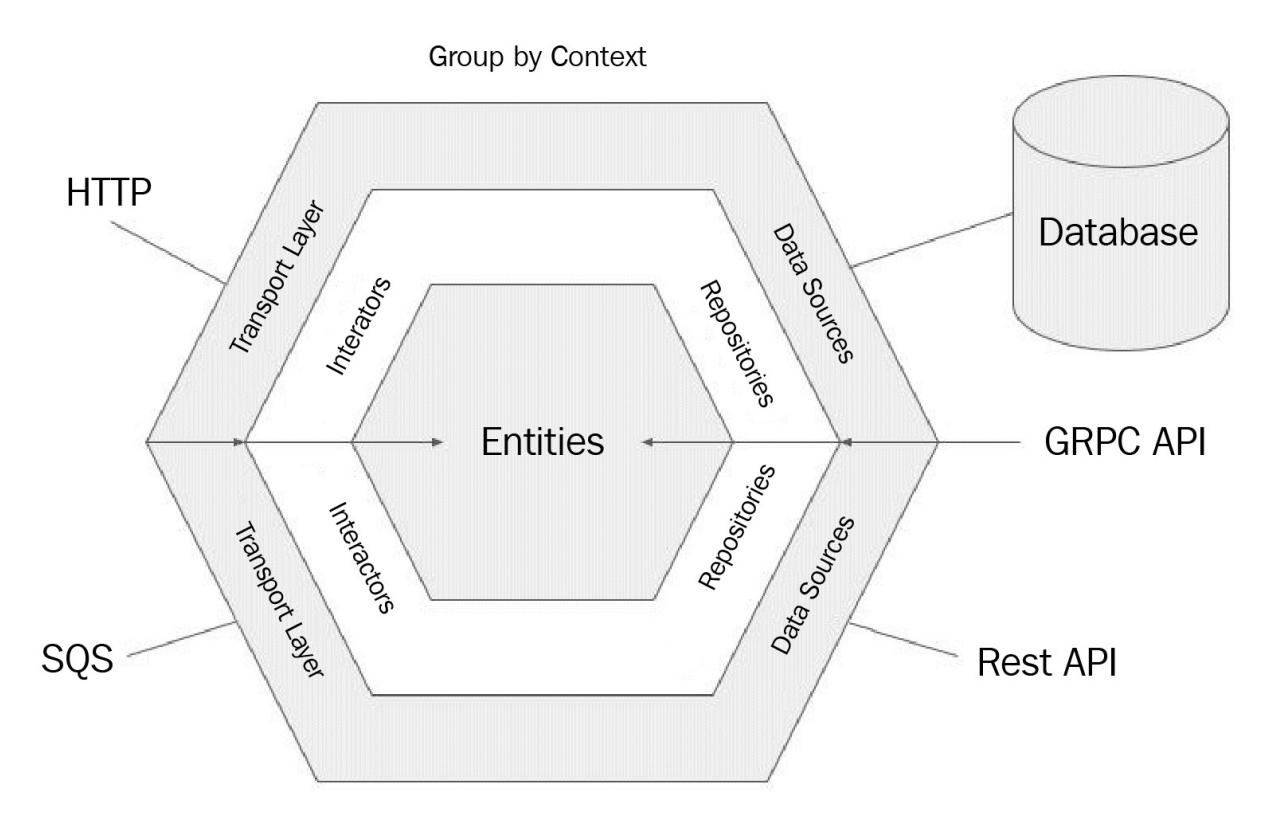 Group by Context
HTTP
Transport Layer
Interators
Repositories
Data Sources
Database
Entities
GRPC API
Transport Layer
Interactors
Repositories
Data Sources
SQS
Rest API